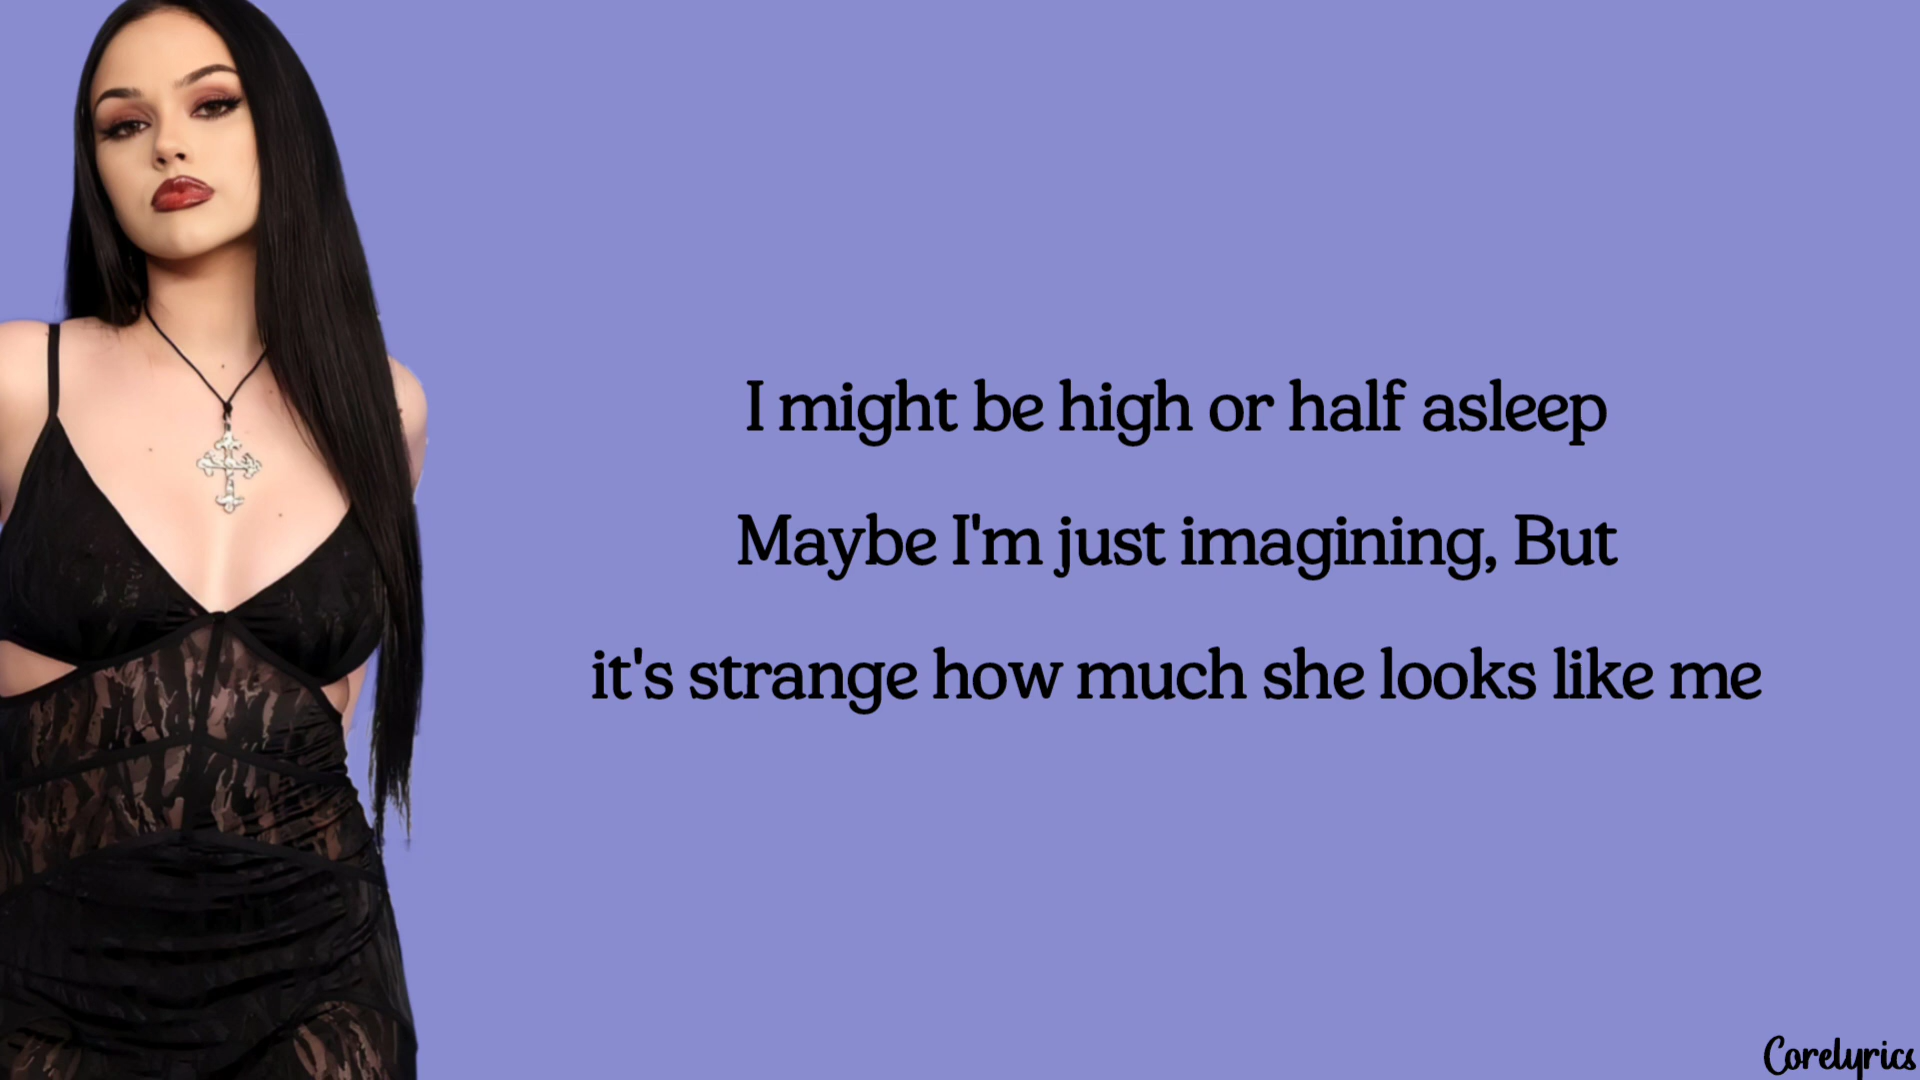 I might be high or half asleep
Maybe I'm just imagining, But
it's strange how much she looks like me
Corelyrics